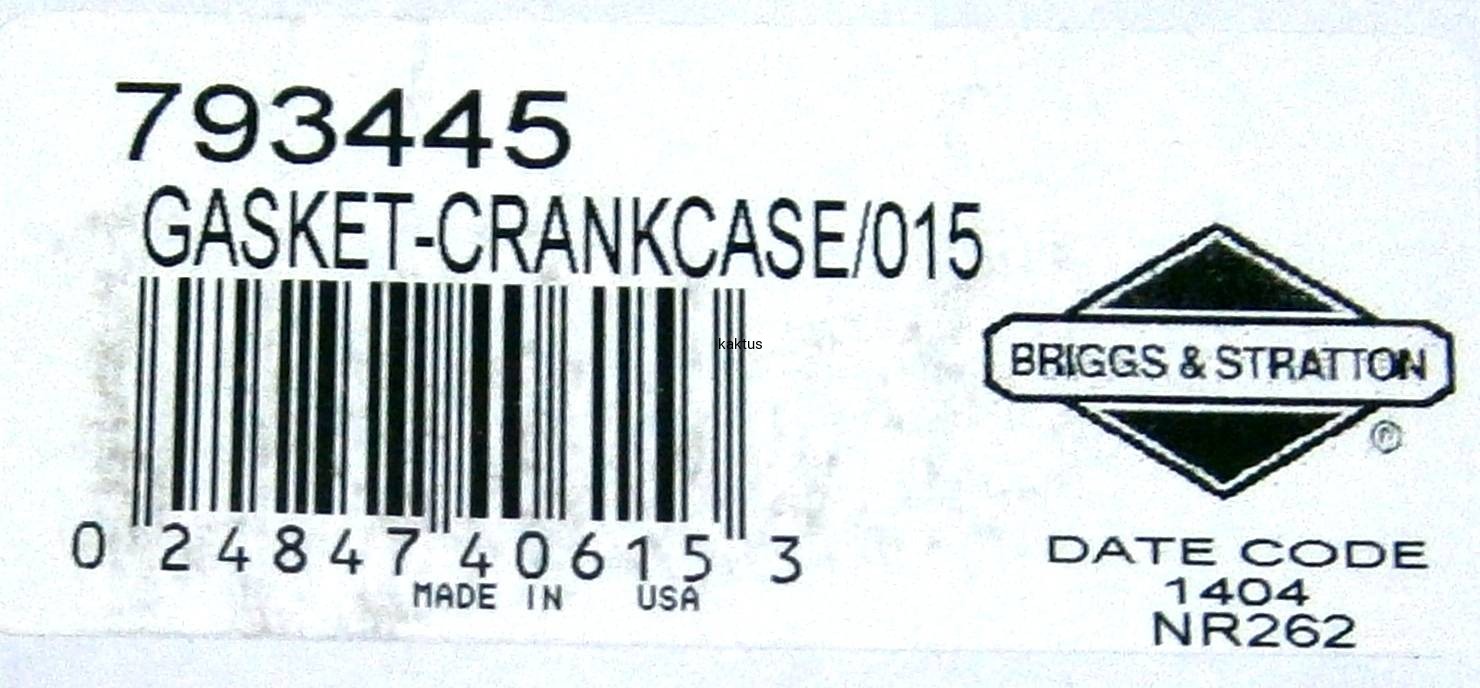 793445
GASKET-CRANKCASE/015
kaktus
BRIGGS & STRATTON
®
0 24847 40615 3
MADE IN USA
DATE CODE
1404
NR262